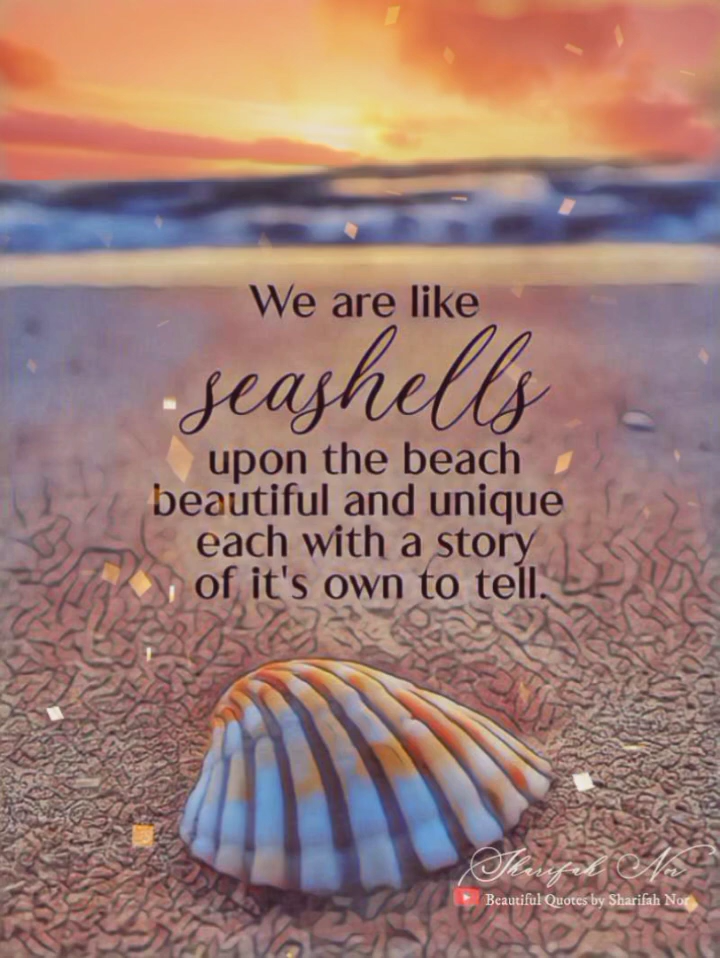 We are like
seashells
upon the beach
beautiful and unique
each with a story
of it's own to tell.
Sharifah Nor
Beautiful Quotes by Sharifah Nor